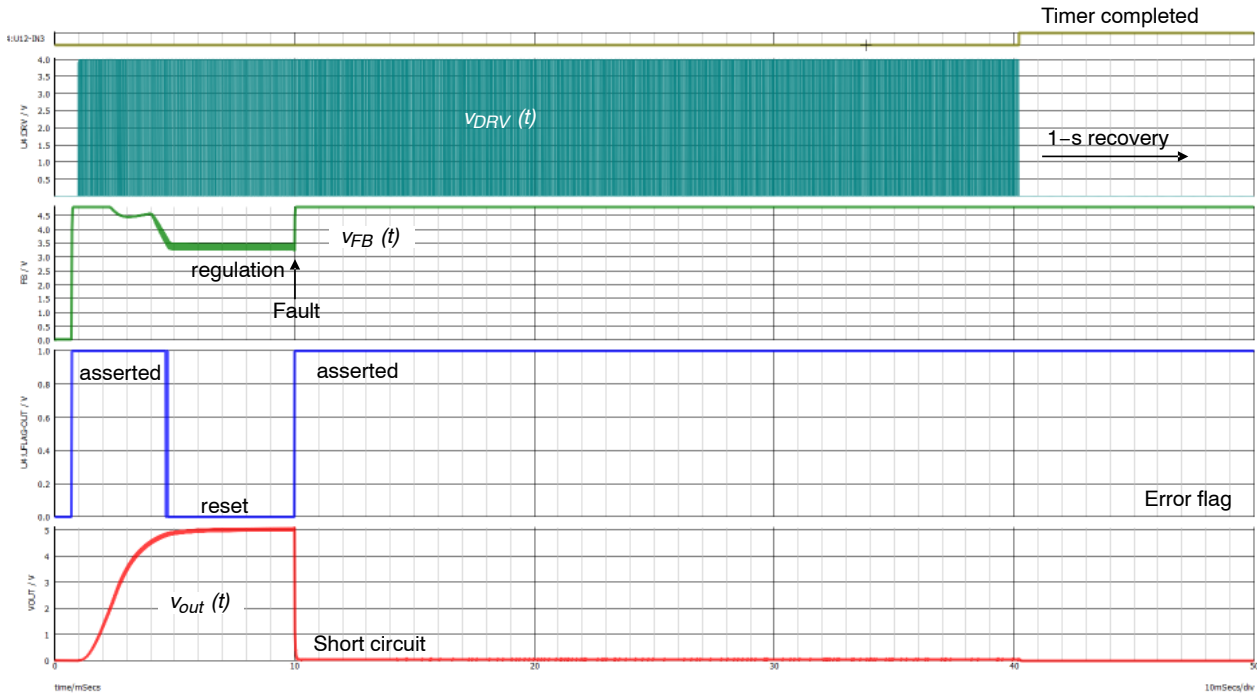 Timer completed
4:U12-IN3
4.0
3.5
3.0
2.5
2.0
1.5
1.0
0.5
U4:DRV / V
vDRV (t)
1–s recovery
4.5
4.0
3.5
3.0
2.5
2.0
1.5
1.0
0.5
0.0
FB / V
vFB (t)
regulation
Fault
1.0
0.8
0.6
0.4
0.2
0.0
asserted
asserted
reset
Error flag
5
4
3
2
1
0
VOUT / V
vout (t)
Short circuit
0 10 20 30 40 50
time/mSecs 10mSecs/div